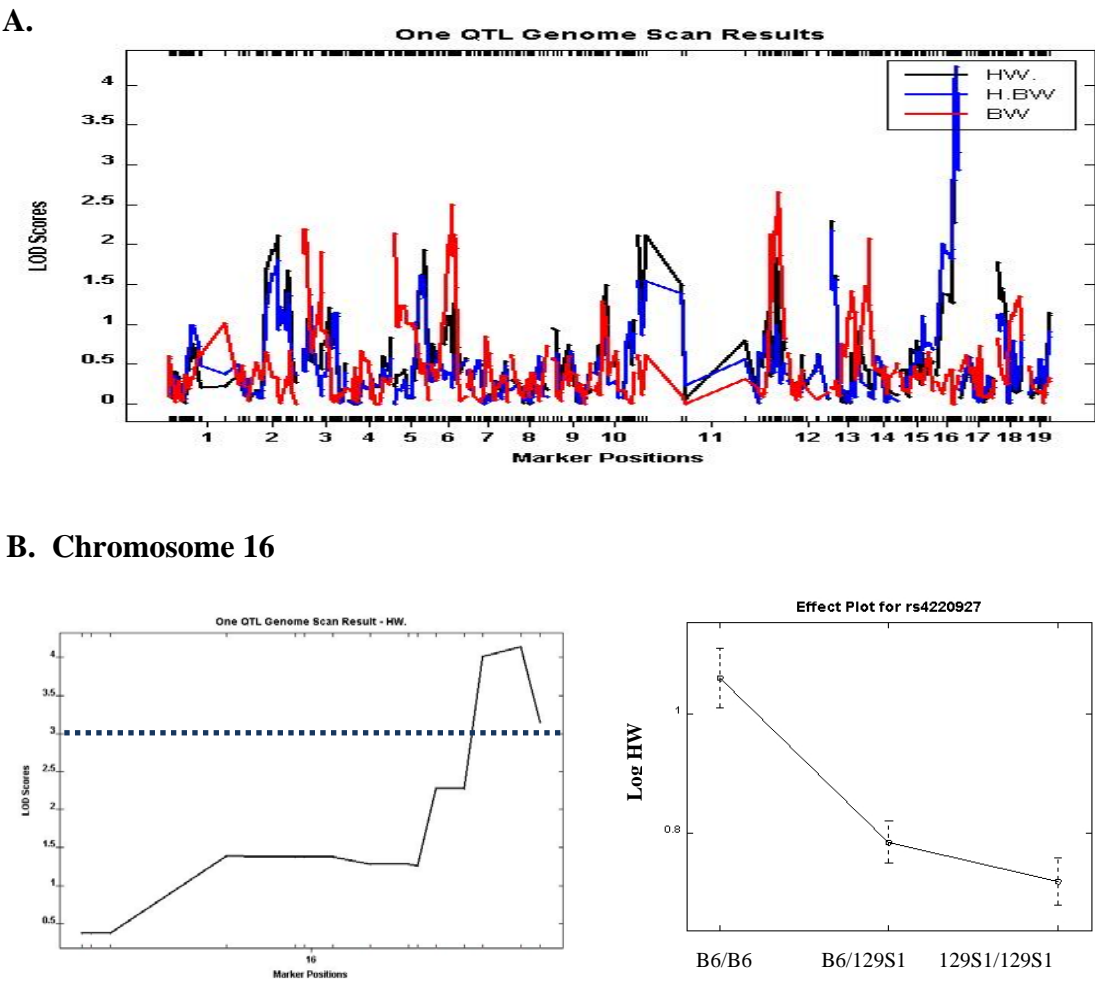 A.
One QTL Genome Scan Results
HW.
H.BW
BW
4
3.5
3
2.5
2
1.5
1
0.5
0
LOD Scores
1 2 3 4 5 6 7 8 9 10 11 12 13 14 15 16 17 18 19
Marker Positions
B. Chromosome 16
One QTL Genome Scan Result - HW.
4
3.5
3
2.5
2
1.5
1
0.5
LOD Scores
16
Marker Positions
Effect Plot for rs4220927
1
0.8
Log HW
B6/B6 B6/129S1 129S1/129S1